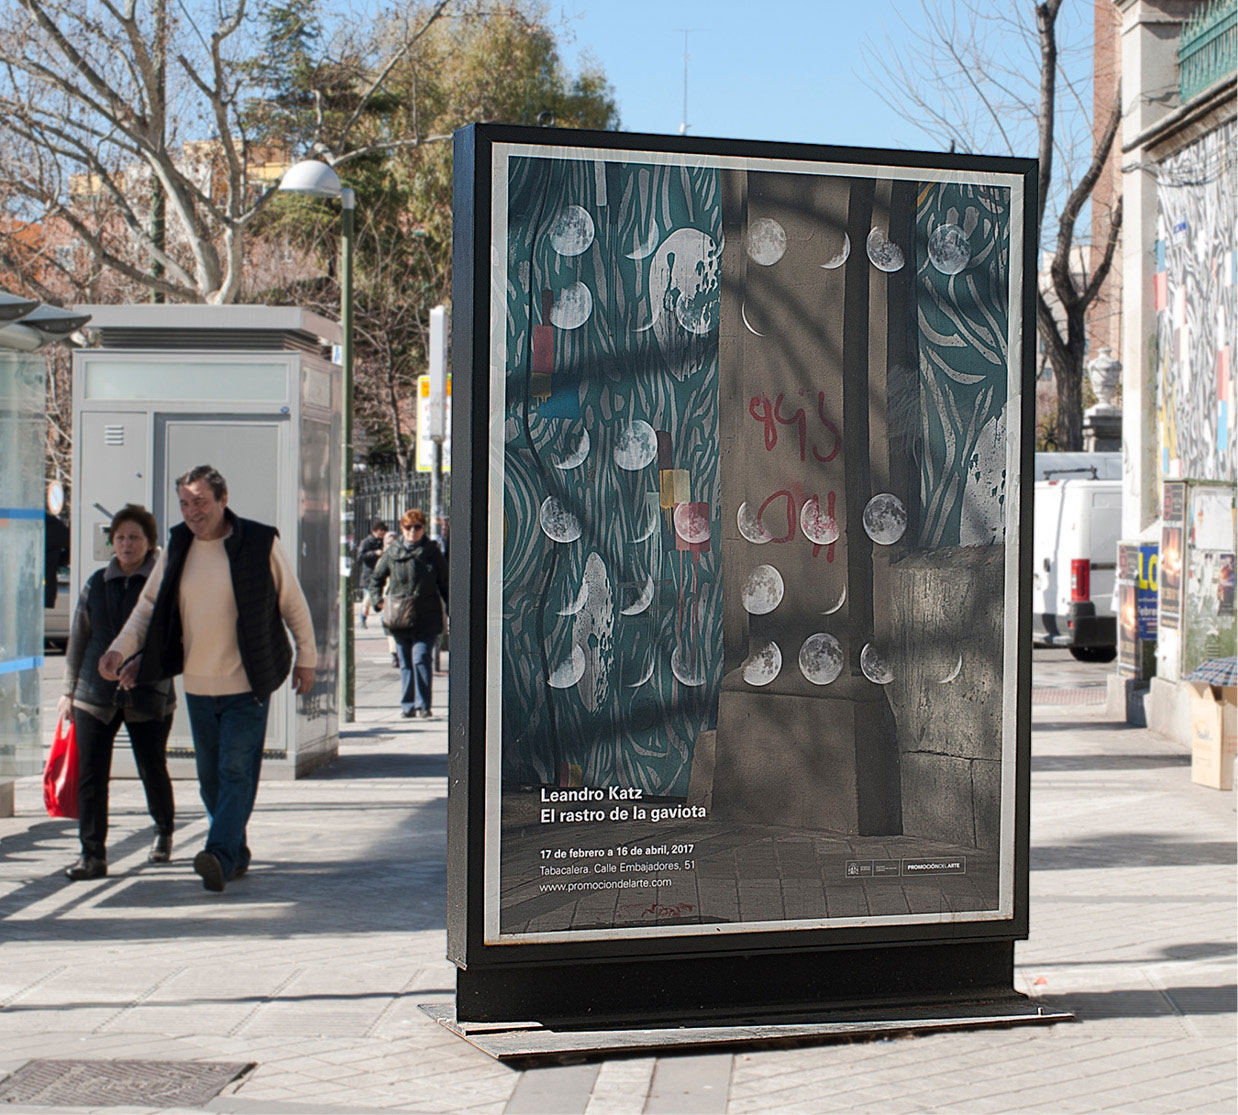 Leandro Katz
El rastro de la gaviota
17 de febrero a 16 de abril, 2017
Tabacalera. Calle Embajadores, 51
www.promociondelarte.com
PROMOCIÓNDELARTE
LO